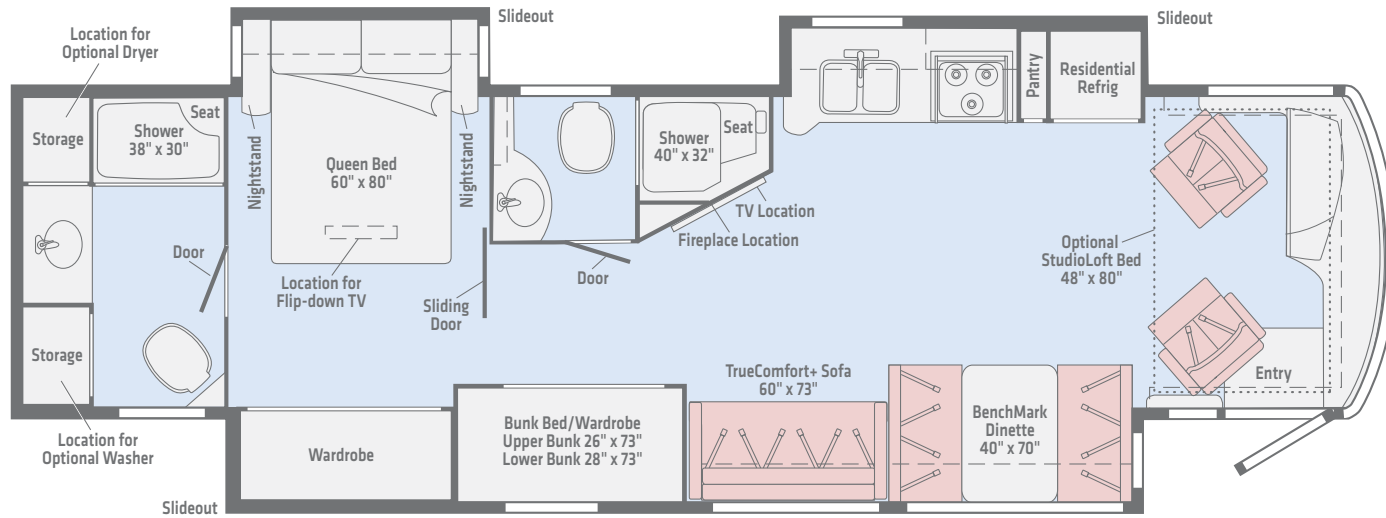 Slideout
Slideout
Location for
Optional Dryer
Storage
Seat
Shower
38" x 30"
Nightstand
Queen Bed
60" x 80"
Nightstand
Location for
Flip-down TV
Door
Sliding
Door
Shower
40" x 32"
Seat
TV Location
Fireplace Location
Door
Pantry
Residential
Refrig
Optional
StudioLoft Bed
48" x 80"
Entry
Storage
Location for
Optional Washer
Wardrobe
Bunk Bed/Wardrobe
Upper Bunk 26" x 73"
Lower Bunk 28" x 73"
TrueComfort+ Sofa
60" x 73"
BenchMark
Dinette
40" x 70"
Slideout